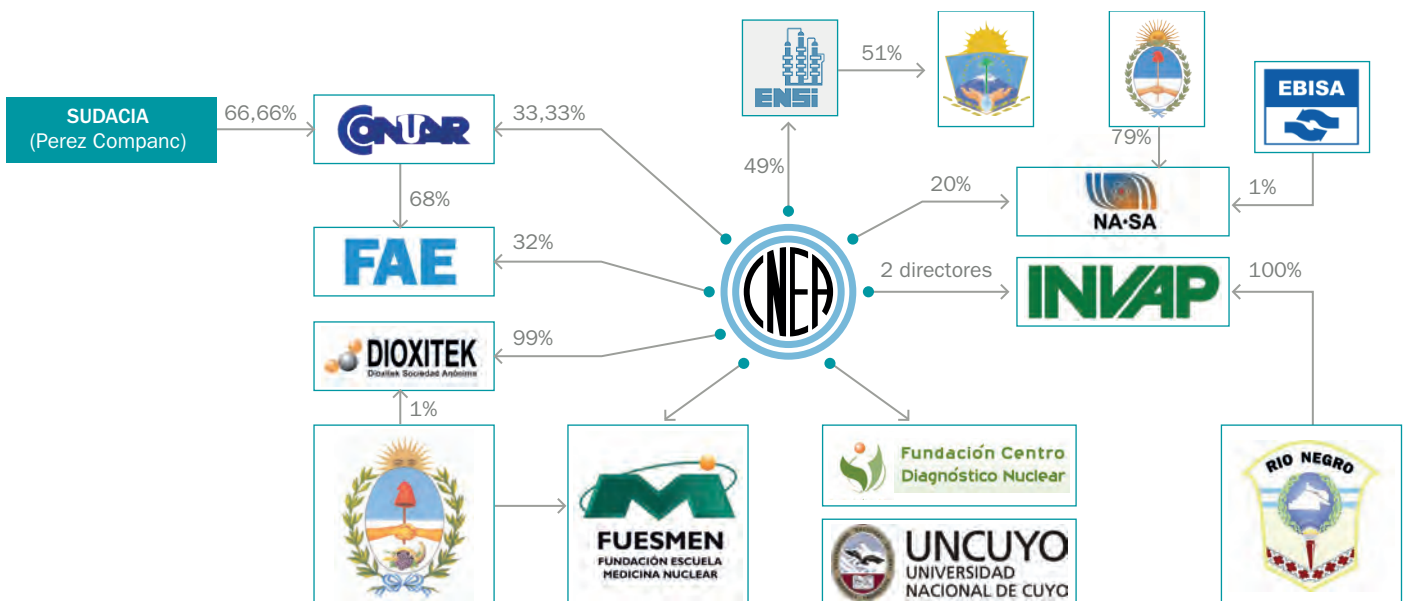 ENSI
51%
EBISA
SUDACIA
(Perez Companc)
66,66%
CONUAR
33,33%
79%
49%
20%
1%
NA·SA
68%
FAE
32%
CNEA
2 directores
INVAP
100%
DIOXITEK
Dioxitek Sociedad Anónima
99%
1%
FUESMEN
FUNDACIÓN ESCUELA
MEDICINA NUCLEAR
Fundación Centro
Diagnóstico Nuclear
UNCUYO
UNIVERSIDAD
NACIONAL DE CUYO
RIO NEGRO